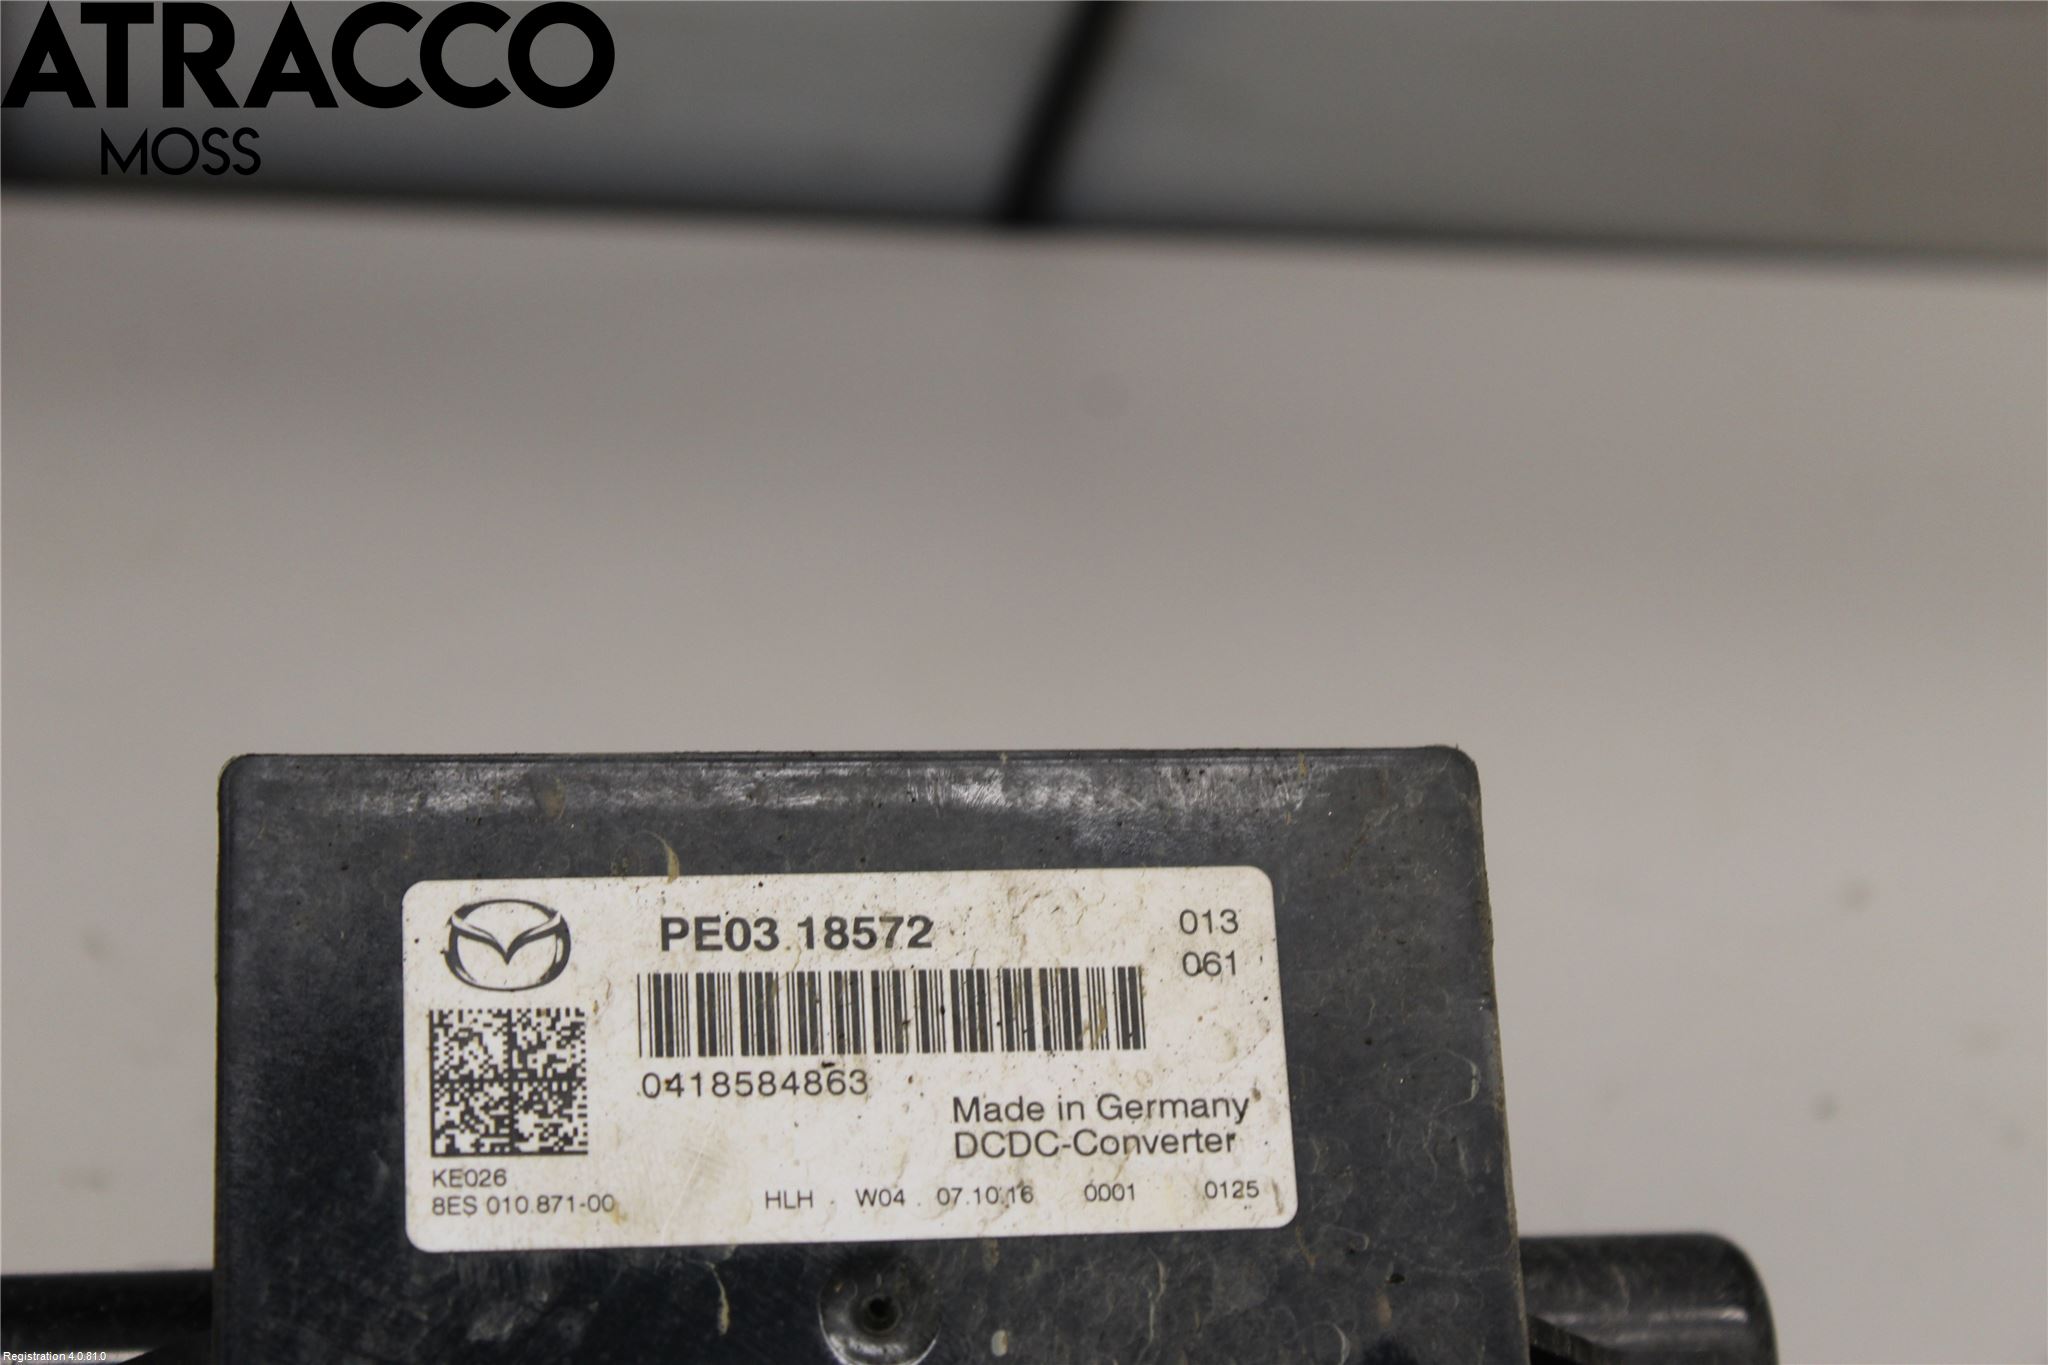 ATRACCO
MOSS
PE03 18572
013
061
0418584863
Made in Germany
DCDC-Converter
KE026
8ES 010.871-00
HLH W04 07.10.16 0001 0125
Registration 4.0.81.0